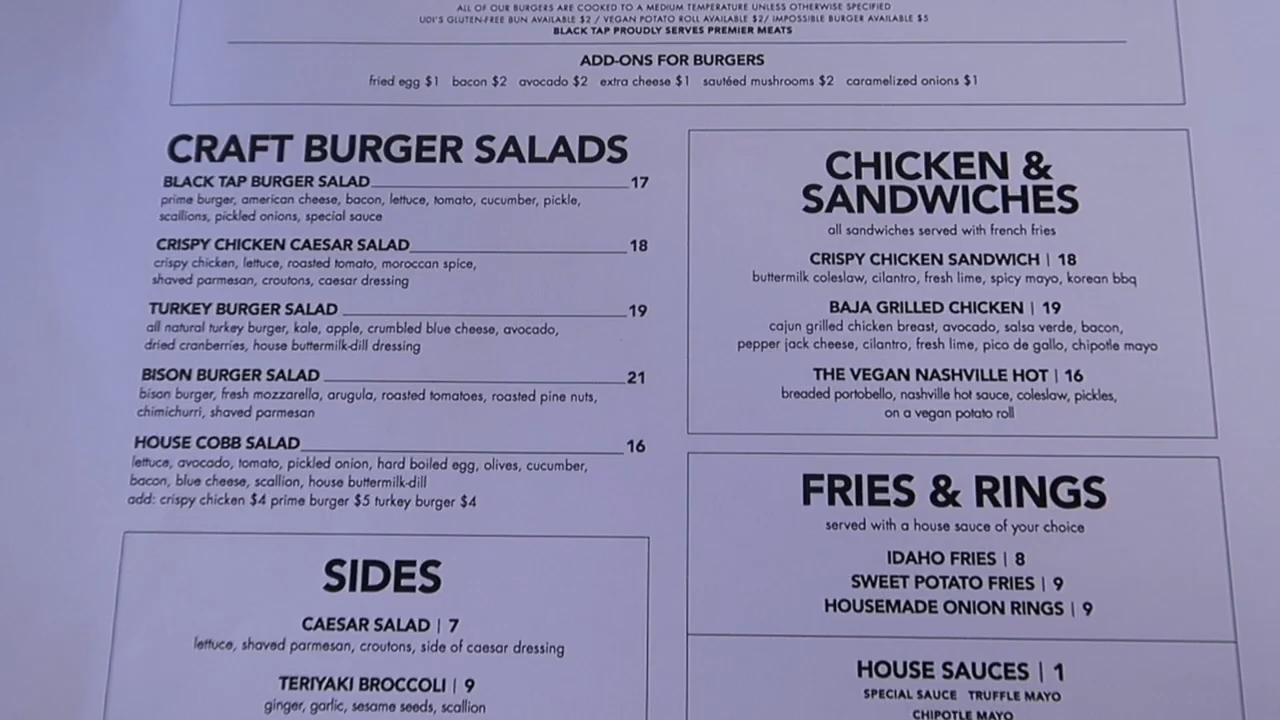 ALL OF OUR BURGERS ARE COOKED TO A MEDIUM TEMPERATURE UNLESS OTHERWISE SPECIFIED
UDI'S GLUTEN-FREE BUN AVAILABLE $2 / VEGAN POTATO ROLL AVAILABLE $2/ IMPOSSIBLE BURGER AVAILABLE $5
BLACK TAP PROUDLY SERVES PREMIER MEATS
ADD-ONS FOR BURGERS
fried egg $1 bacon $2 avocado $2 extra cheese $1 sautéed mushrooms $2 caramelized onions $1
CRAFT BURGER SALADS
BLACK TAP BURGER SALAD 17
prime burger, american cheese, bacon, lettuce, tomato, cucumber, pickle,
scallions, pickled onions, special sauce
CRISPY CHICKEN CAESAR SALAD 18
crispy chicken, lettuce, roasted tomato, moroccan spice,
shaved parmesan, croutons, caesar dressing
TURKEY BURGER SALAD 19
all natural turkey burger, kale, apple, crumbled blue cheese, avocado,
dried cranberries, house buttermilk-dill dressing
BISON BURGER SALAD 21
bison burger, fresh mozzarella, arugula, roasted tomatoes, roasted pine nuts,
chimichurri, shaved parmesan
HOUSE COBB SALAD 16
lettuce, avocado, tomato, pickled onion, hard boiled egg, olives, cucumber,
bacon, blue cheese, scallion, house buttermilk-dill
add: crispy chicken $4 prime burger $5 turkey burger $4
SIDES
CAESAR SALAD | 7
lettuce, shaved parmesan, croutons, side of caesar dressing
TERIYAKI BROCCOLI | 9
ginger, garlic, sesame seeds, scallion
CHICKEN &
SANDWICHES
all sandwiches served with french fries
CRISPY CHICKEN SANDWICH | 18
buttermilk coleslaw, cilantro, fresh lime, spicy mayo, korean bbq
BAJA GRILLED CHICKEN | 19
cajun grilled chicken breast, avocado, salsa verde, bacon,
pepper jack cheese, cilantro, fresh lime, pico de gallo, chipotle mayo
THE VEGAN NASHVILLE HOT | 16
breaded portobello, nashville hot sauce, coleslaw, pickles,
on a vegan potato roll
FRIES & RINGS
served with a house sauce of your choice
IDAHO FRIES | 8
SWEET POTATO FRIES | 9
HOUSEMADE ONION RINGS | 9
HOUSE SAUCES | 1
SPECIAL SAUCE TRUFFLE MAYO
CHIPOTLE MAYO